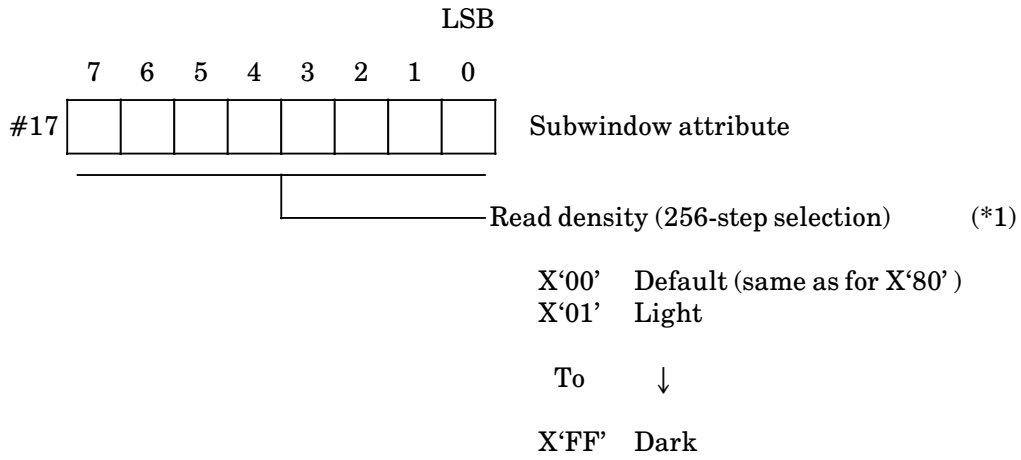 LSB
7 6 5 4 3 2 1 0
#17 Subwindow attribute
Read density (256-step selection) (*1)
X‘00’ Default (same as for X‘80’ )
X‘01’ Light
To ↓
X‘FF’ Dark